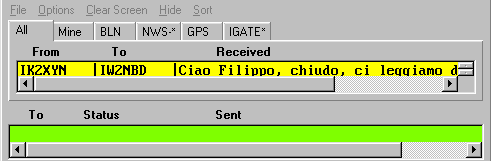 File Options Clear Screen Hide Sort
All Mine BLN NWS-* GPS IGATE*
From To Received
IK2XYN |IW2NBD |Ciao Filippo, chiudo, ci leggiamo d
To Status Sent